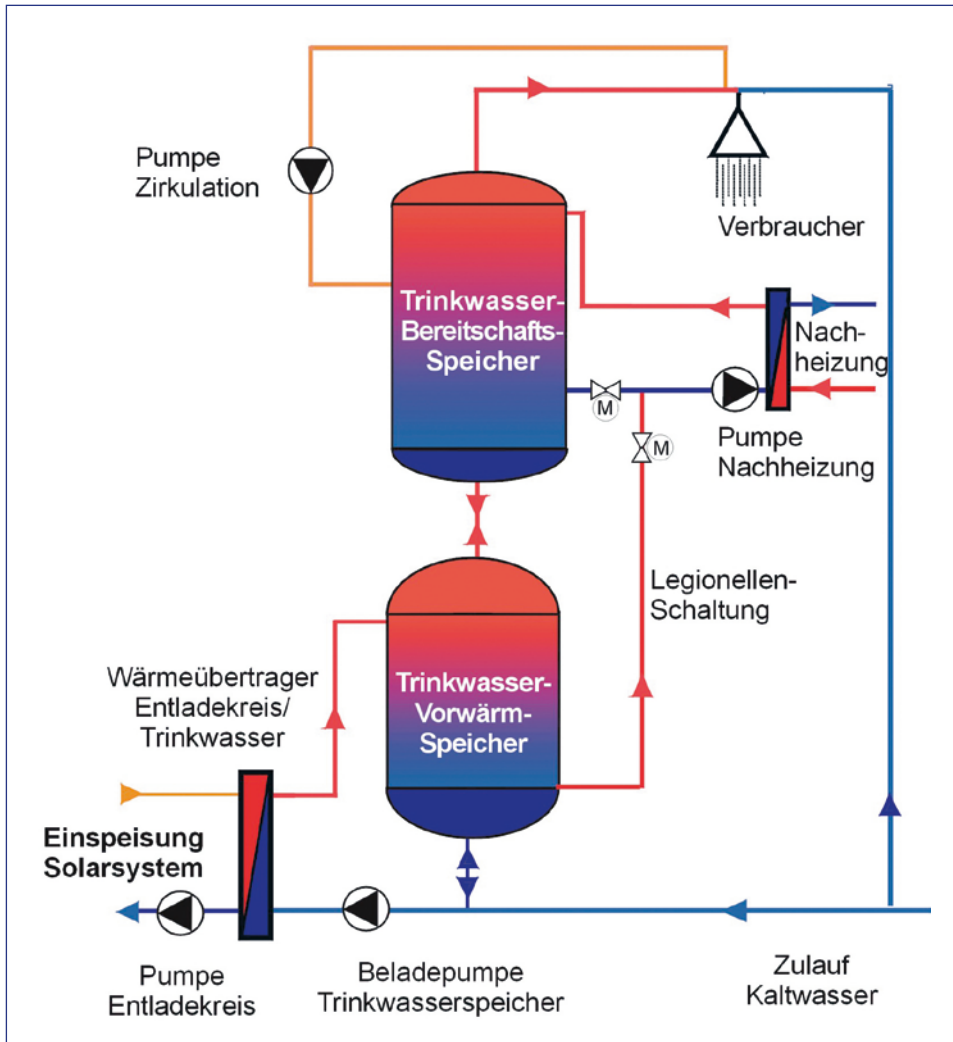 Pumpe
Zirkulation
Verbraucher
Trinkwasser-
Bereitschafts-
Speicher
Nach-
heizung
M
M
Pumpe
Nachheizung
Legionellen-
Schaltung
Wärmeübertrager
Entladekreis/
Trinkwasser
Trinkwasser-
Vorwärm-
Speicher
Einspeisung
Solarsystem
Pumpe
Entladekreis
Beladepumpe
Trinkwasserspeicher
Zulauf
Kaltwasser